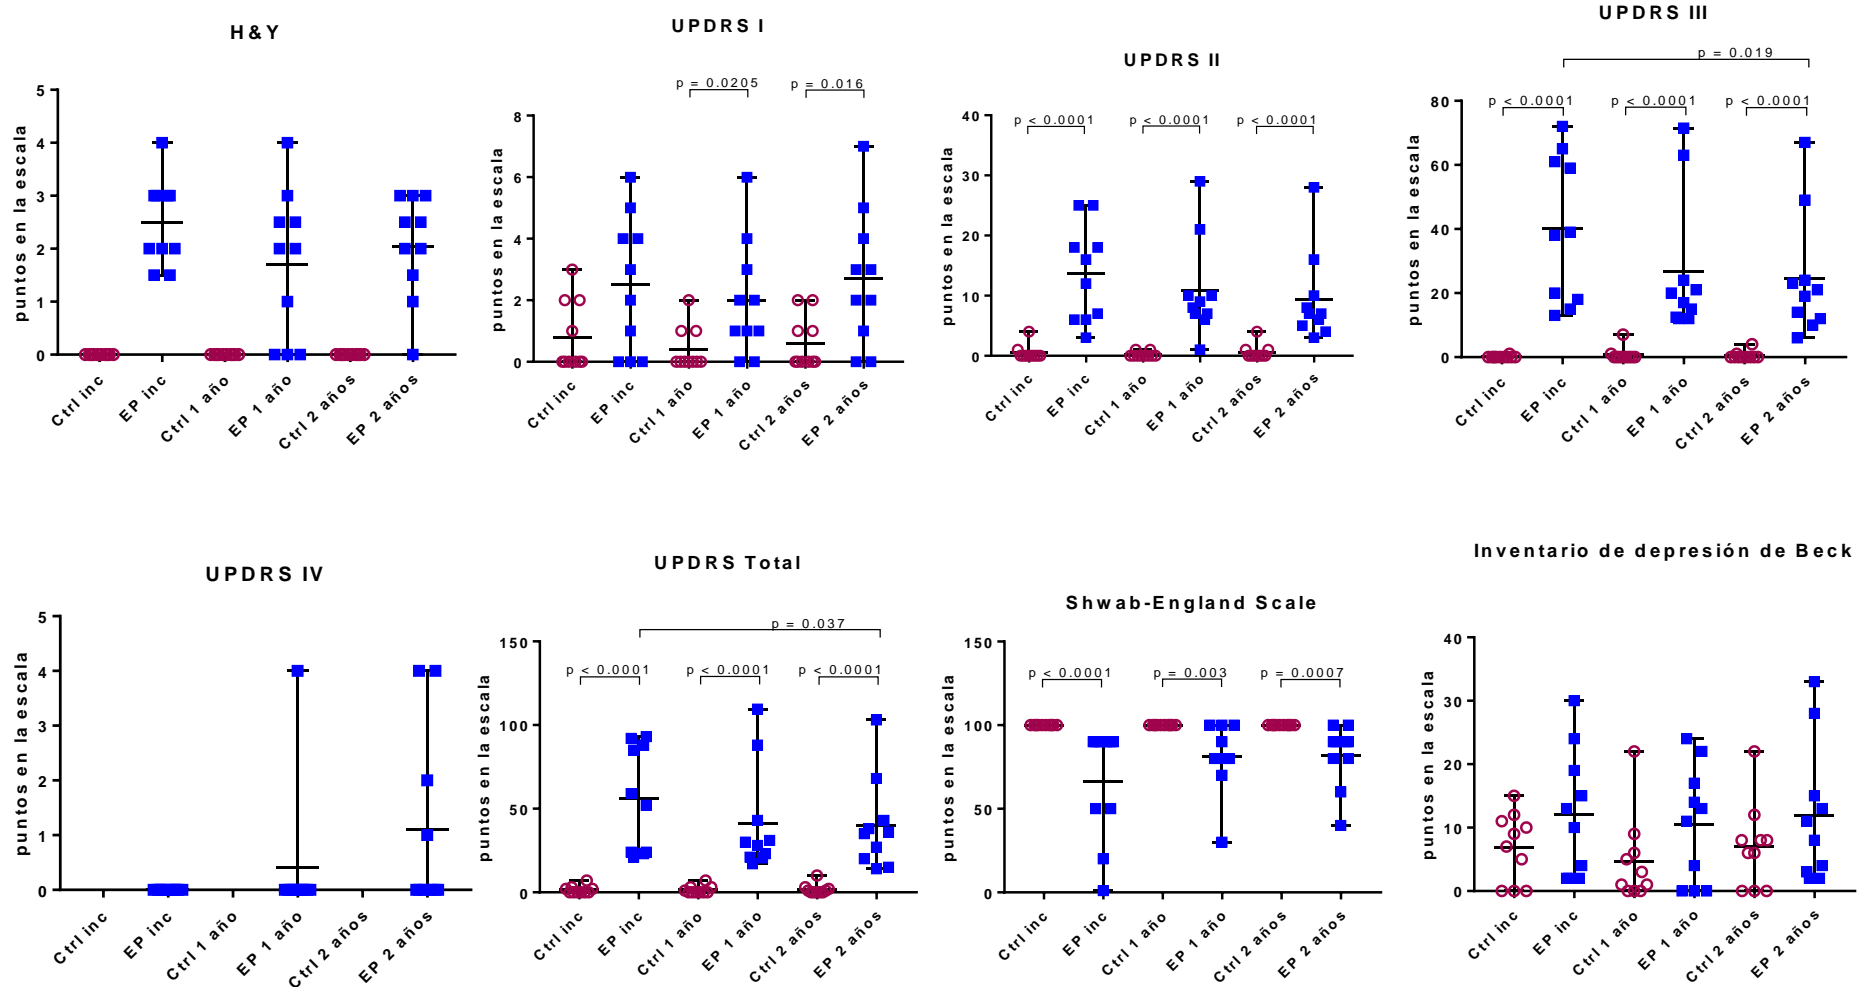 H & Y
puntos en la escala
5
4
3
2
1
0
Ctrl inc
EP inc
Ctrl 1 año
EP 1 año
Ctrl 2 años
EP 2 años
UPDRS I
p = 0.0205
p = 0.016
puntos en la escala
8
6
4
2
0
Ctrl inc
EP inc
Ctrl 1 año
EP 1 año
Ctrl 2 años
EP 2 años
UPDRS II
p < 0.0001
p < 0.0001
p < 0.0001
puntos en la escala
40
30
20
10
0
Ctrl inc
EP inc
Ctrl 1 año
EP 1 año
Ctrl 2 años
EP 2 años
UPDRS III
p = 0.019
p < 0.0001
p < 0.0001
p < 0.0001
puntos en la escala
80
60
40
20
0
Ctrl inc
EP inc
Ctrl 1 año
EP 1 año
Ctrl 2 años
EP 2 años
UPDRS IV
puntos en la escala
5
4
3
2
1
0
Ctrl inc
EP inc
Ctrl 1 año
EP 1 año
Ctrl 2 años
EP 2 años
UPDRS Total
p = 0.037
p < 0.0001
p < 0.0001
p < 0.0001
puntos en la escala
150
100
50
0
Ctrl inc
EP inc
Ctrl 1 año
EP 1 año
Ctrl 2 años
EP 2 años
Shwab-England Scale
p < 0.0001
p = 0.003
p = 0.0007
puntos en la escala
150
100
50
0
Ctrl inc
EP inc
Ctrl 1 año
EP 1 año
Ctrl 2 años
EP 2 años
Inventario de depresión de Beck
puntos en la escala
40
30
20
10
0
Ctrl inc
EP inc
Ctrl 1 año
EP 1 año
Ctrl 2 años
EP 2 años